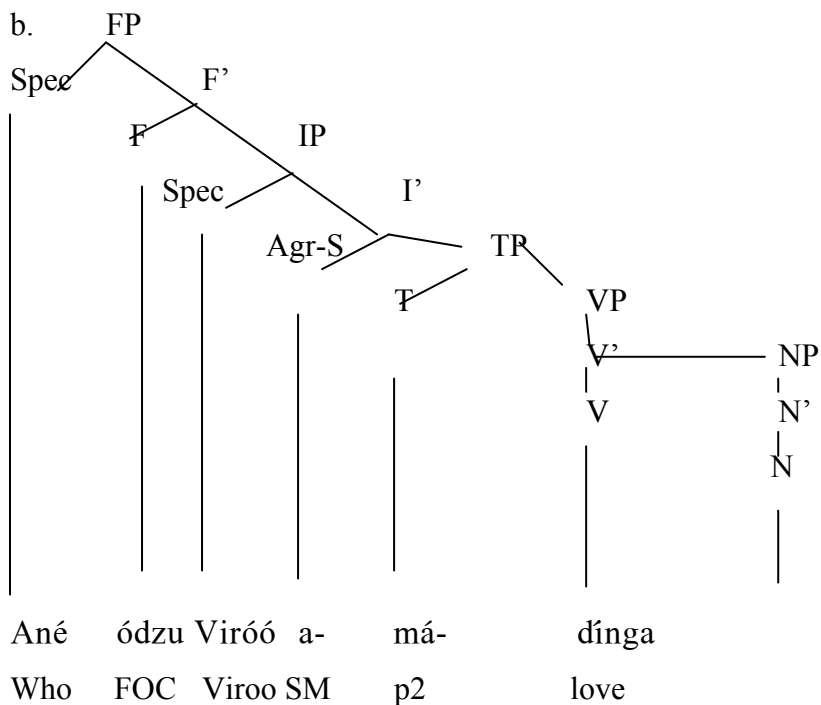 b. FP
Spec F’
F IP
Spec I’
Agr-S TP
T VP
V’ NP
V N’
N
Ané ódzu Viróó a- má- dínga
Who FOC Viroo SM p2 love